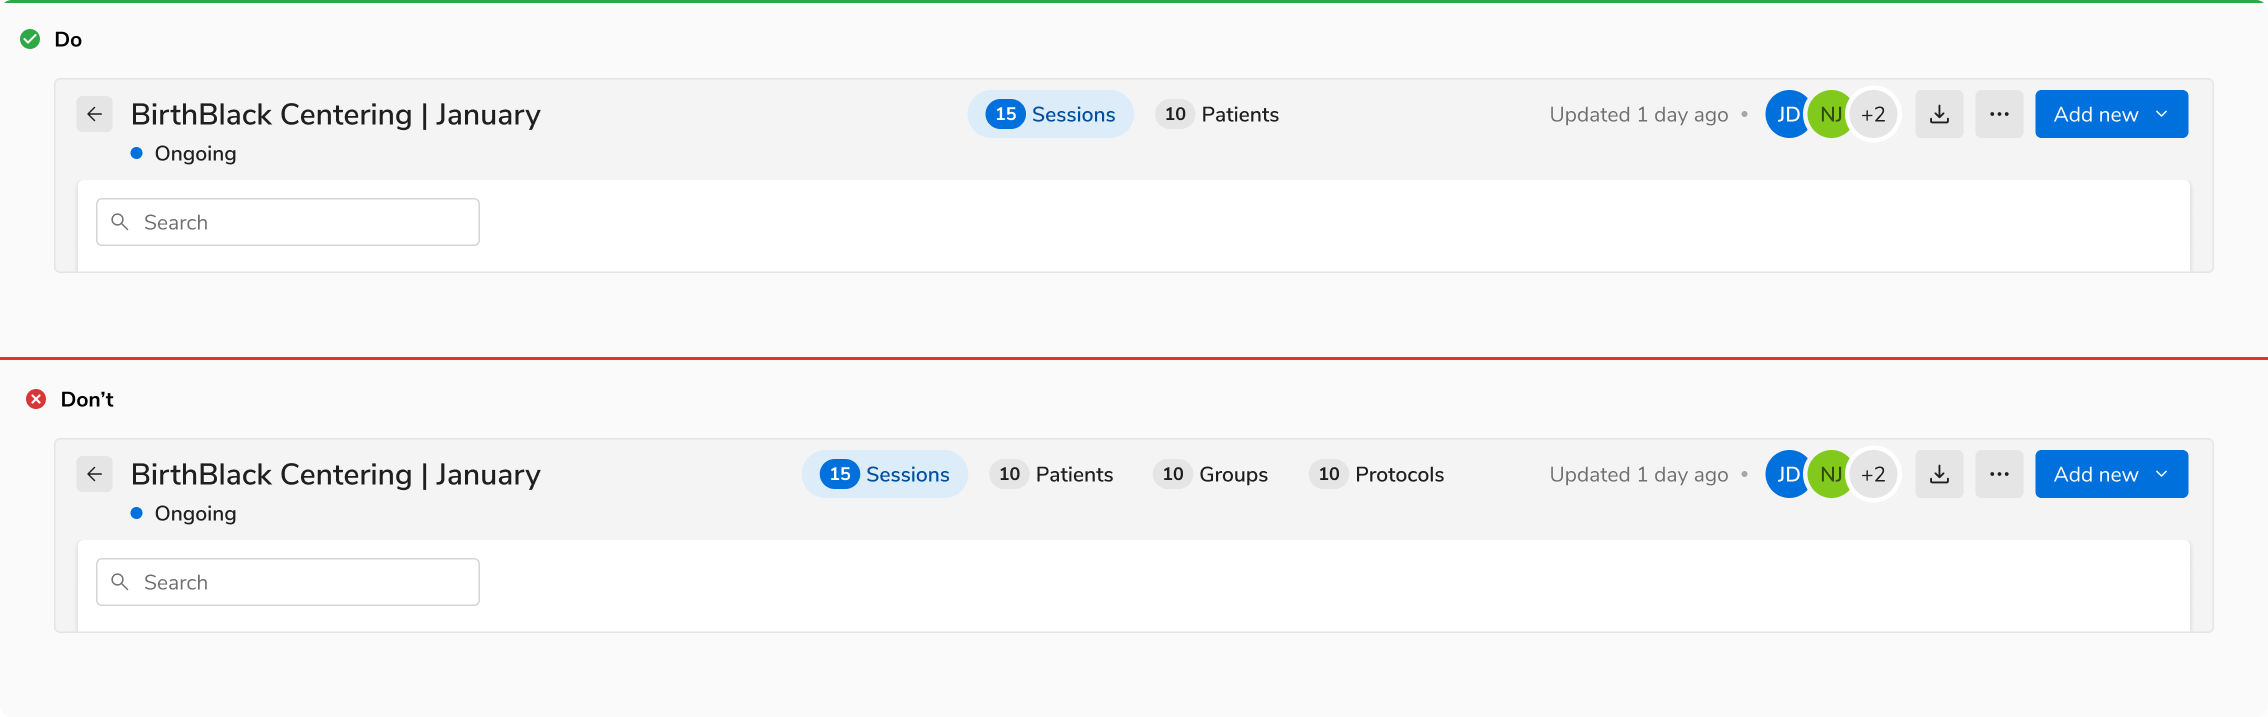 Do
BirthBlack Centering | January 15 Sessions 10 Patients Updated 1 day ago • JD NJ +2 Add new
Ongoing
Search
Don’t
BirthBlack Centering | January 15 Sessions 10 Patients 10 Groups 10 Protocols Updated 1 day ago • JD NJ +2 Add new
Ongoing
Search